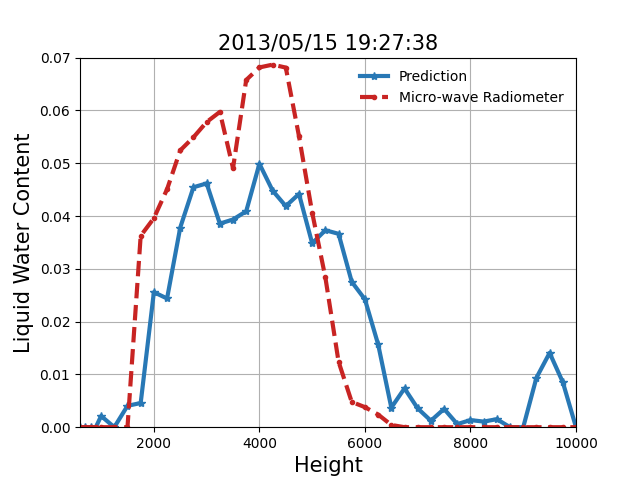 2013/05/15 19:27:38
0.07
0.06
0.05
0.04
0.03
0.02
0.01
0.00
Liquid Water Content
Prediction
Micro-wave Radiometer
2000 4000 6000 8000 10000
Height